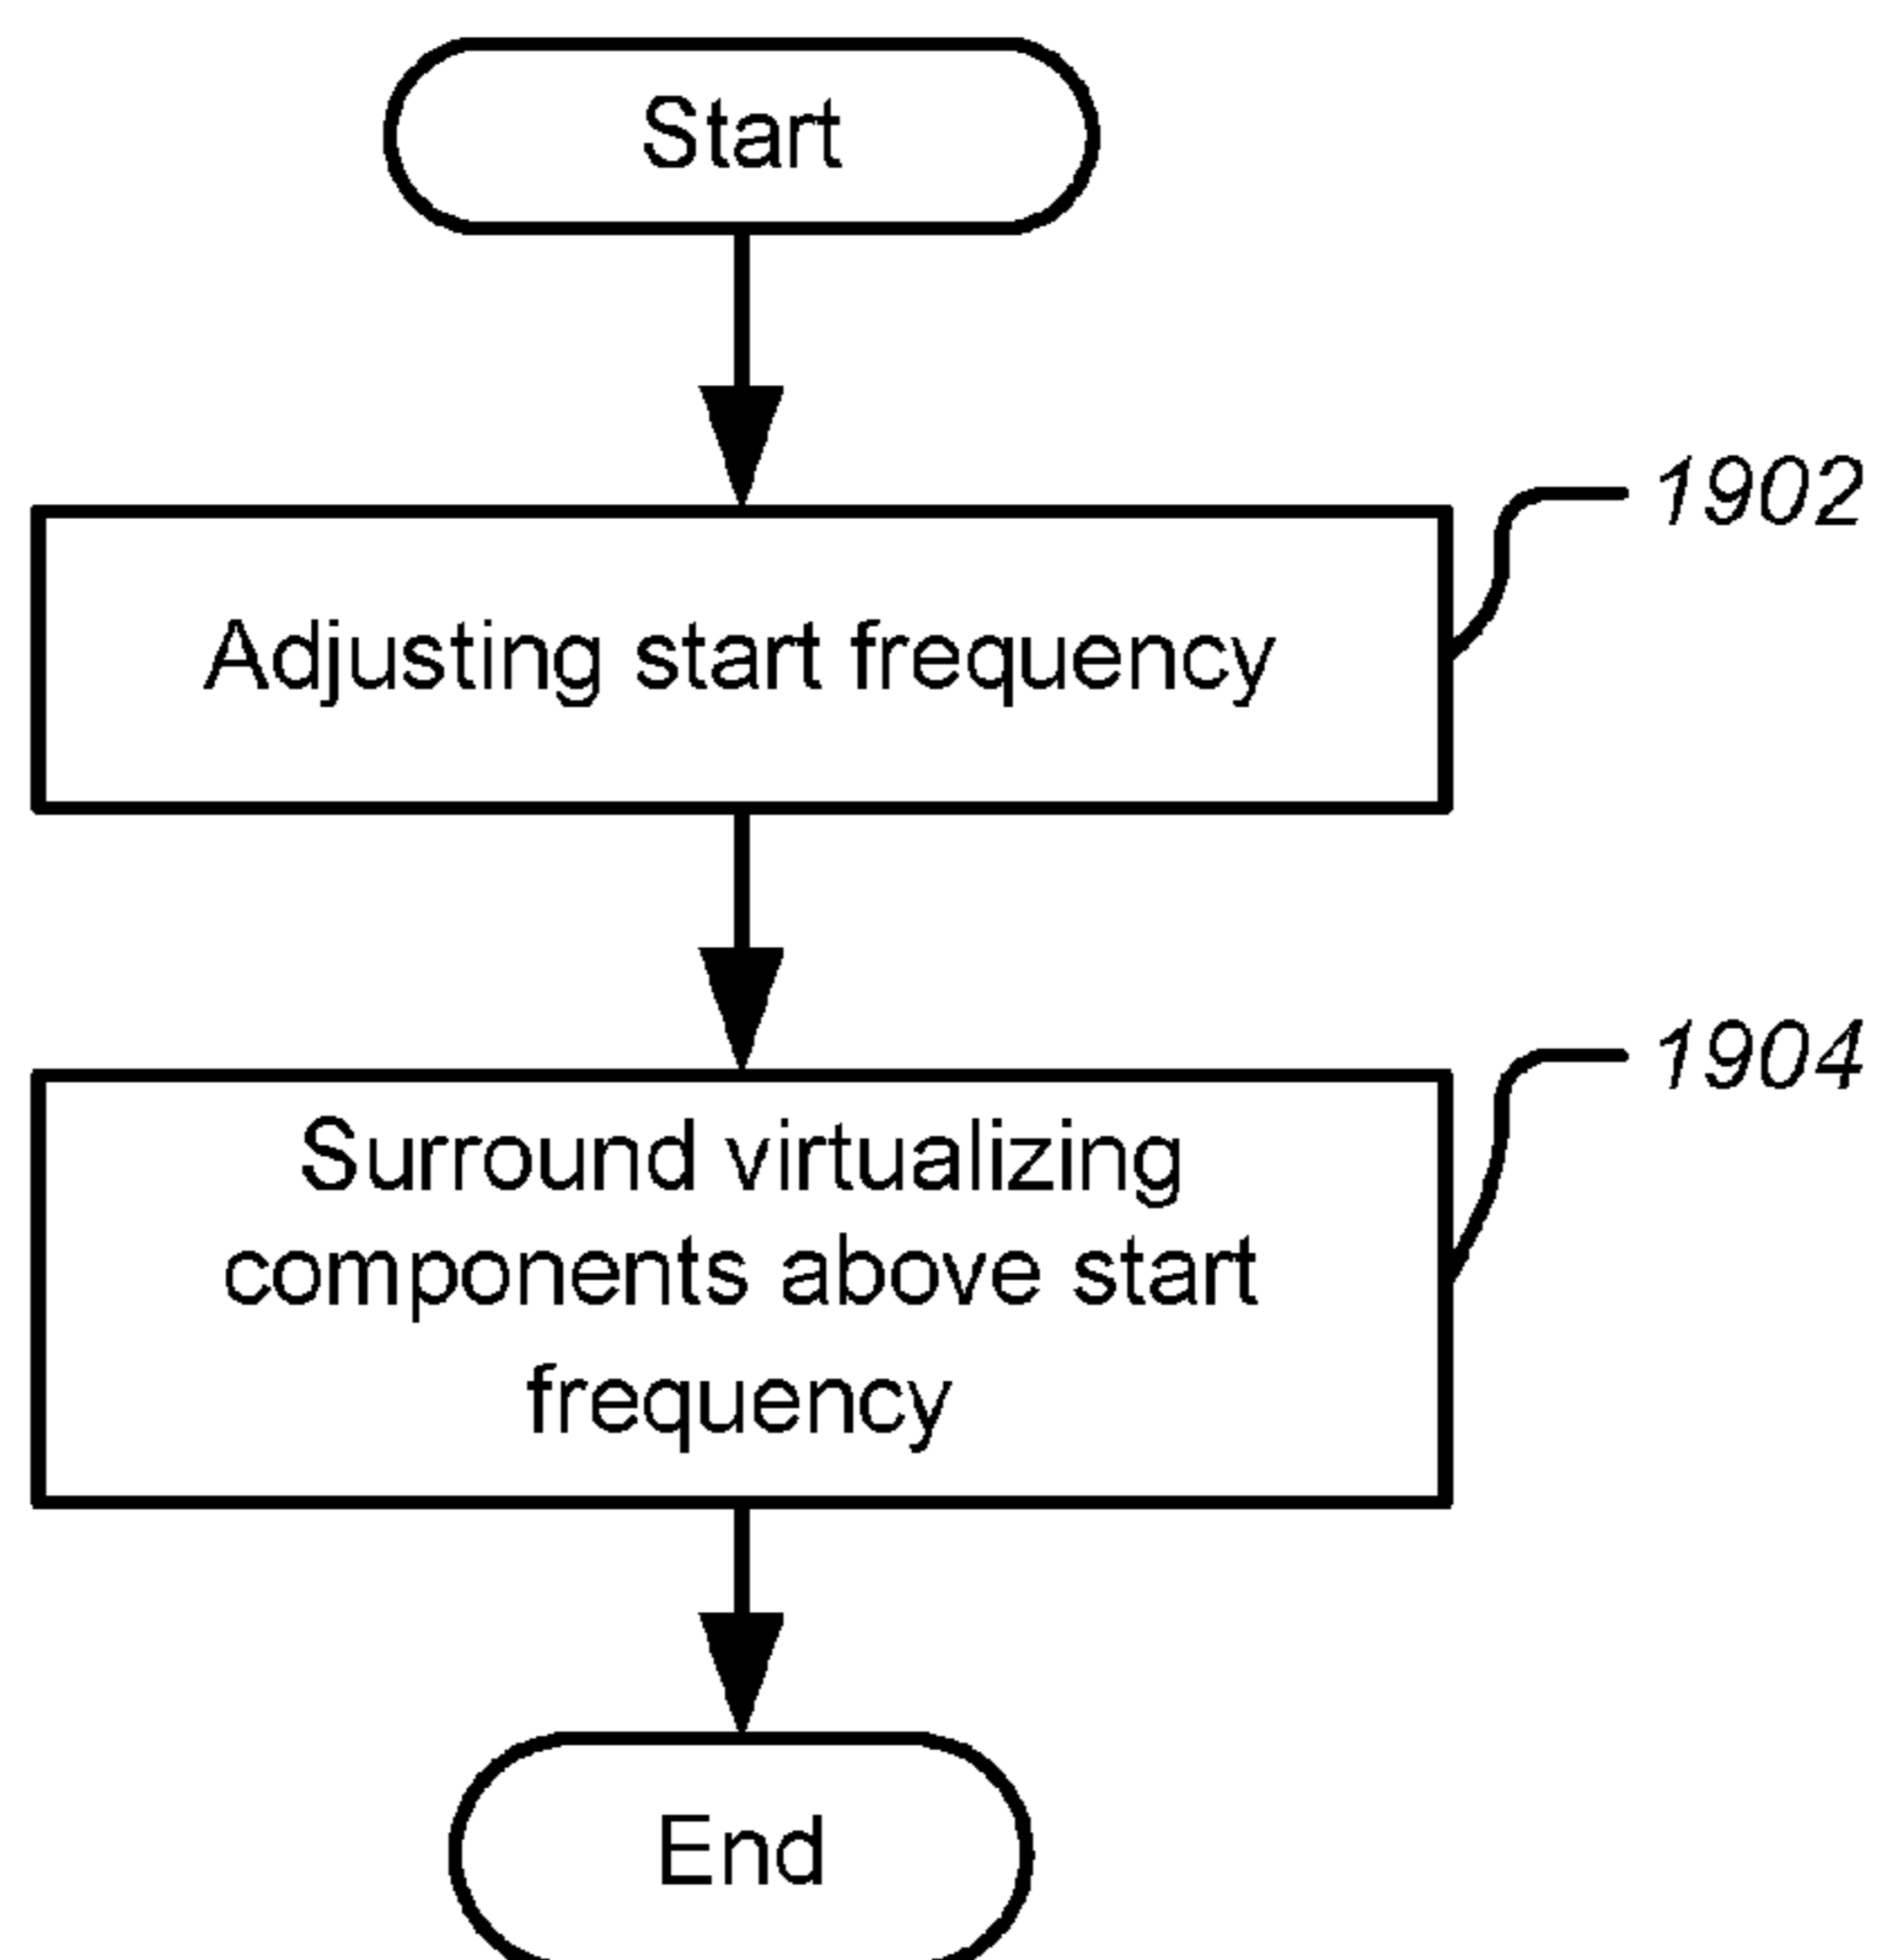 Start
1902
Adjusting start frequency
1904
Surround virtualizing
components above start
frequency
End